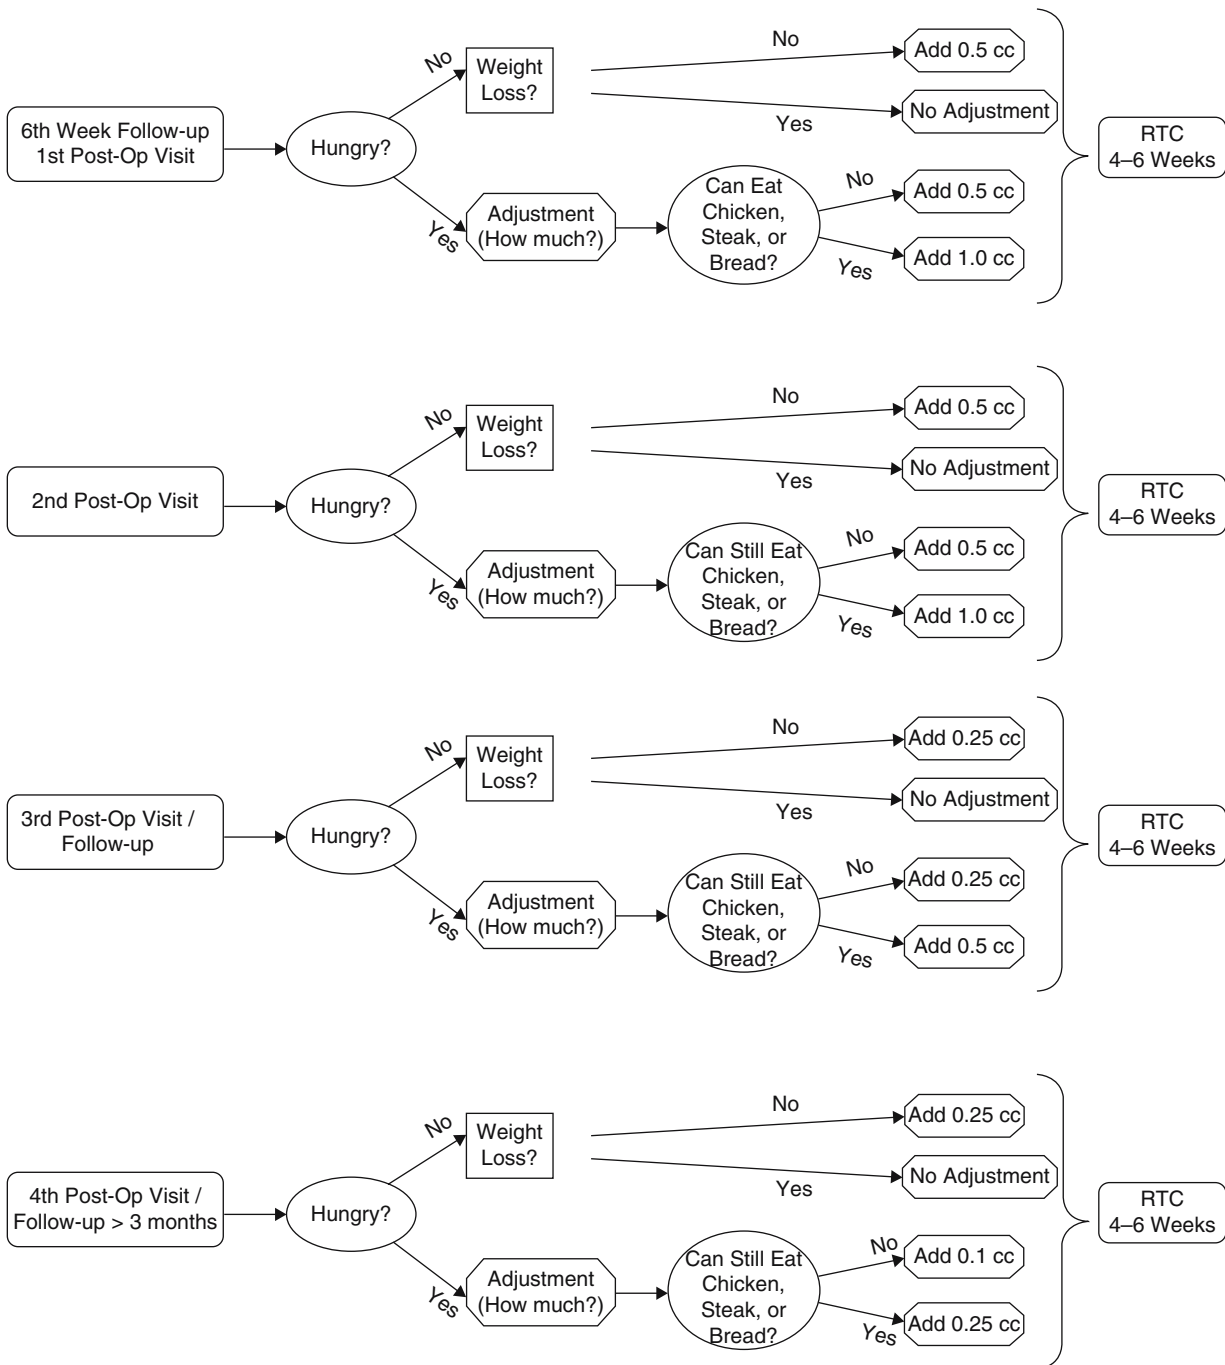 6th Week Follow-up
1st Post-Op Visit
Hungry?
No
Weight
Loss?
No
Add 0.5 cc
Yes
No Adjustment
Yes
Adjustment
(How much?)
Can Eat
Chicken,
Steak, or
Bread?
No
Add 0.5 cc
Yes
Add 1.0 cc
RTC
4–6 Weeks
2nd Post-Op Visit
Hungry?
No
Weight
Loss?
No
Add 0.5 cc
Yes
No Adjustment
Yes
Adjustment
(How much?)
Can Still Eat
Chicken,
Steak, or
Bread?
No
Add 0.5 cc
Yes
Add 1.0 cc
RTC
4–6 Weeks
3rd Post-Op Visit /
Follow-up
Hungry?
No
Weight
Loss?
No
Add 0.25 cc
Yes
No Adjustment
Yes
Adjustment
(How much?)
Can Still Eat
Chicken,
Steak, or
Bread?
No
Add 0.25 cc
Yes
Add 0.5 cc
RTC
4–6 Weeks
4th Post-Op Visit /
Follow-up > 3 months
Hungry?
No
Weight
Loss?
No
Add 0.25 cc
Yes
No Adjustment
Yes
Adjustment
(How much?)
Can Still Eat
Chicken,
Steak, or
Bread?
No
Add 0.1 cc
Yes
Add 0.25 cc
RTC
4–6 Weeks